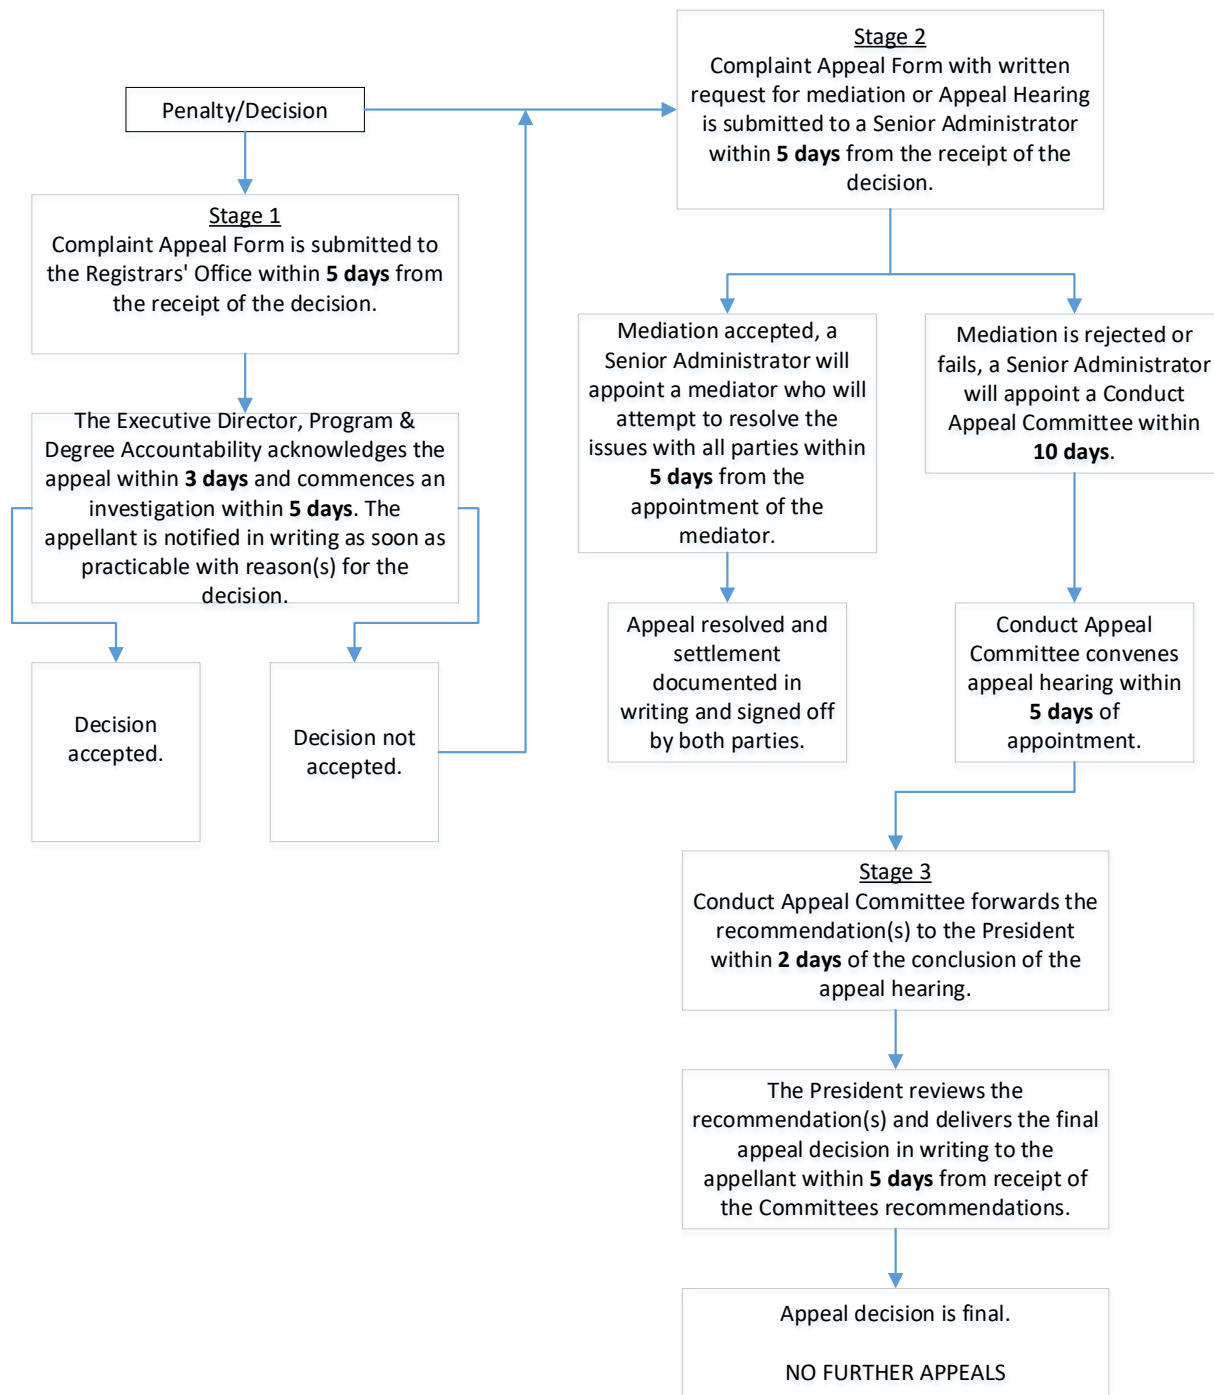 Penalty/Decision
Stage 1
Complaint Appeal Form is submitted to
the Registrars' Office within 5 days from
the receipt of the decision.
The Executive Director, Program &
Degree Accountability acknowledges the
appeal within 3 days and commences an
investigation within 5 days. The
appellant is notified in writing as soon as
practicable with reason(s) for the
decision.
Decision
accepted.
Decision not
accepted.
Stage 2
Complaint Appeal Form with written
request for mediation or Appeal Hearing
is submitted to a Senior Administrator
within 5 days from the receipt of the
decision.
Mediation accepted, a
Senior Administrator will
appoint a mediator who will
attempt to resolve the
issues with all parties within
5 days from the
appointment of the
mediator.
Appeal resolved and
settlement
documented in
writing and signed off
by both parties.
Mediation is rejected or
fails, a Senior Administrator
will appoint a Conduct
Appeal Committee within
10 days.
Conduct Appeal
Committee convenes
appeal hearing within
5 days of
appointment.
Stage 3
Conduct Appeal Committee forwards the
recommendation(s) to the President
within 2 days of the conclusion of the
appeal hearing.
The President reviews the
recommendation(s) and delivers the final
appeal decision in writing to the
appellant within 5 days from receipt of
the Committees recommendations.
Appeal decision is final.
NO FURTHER APPEALS